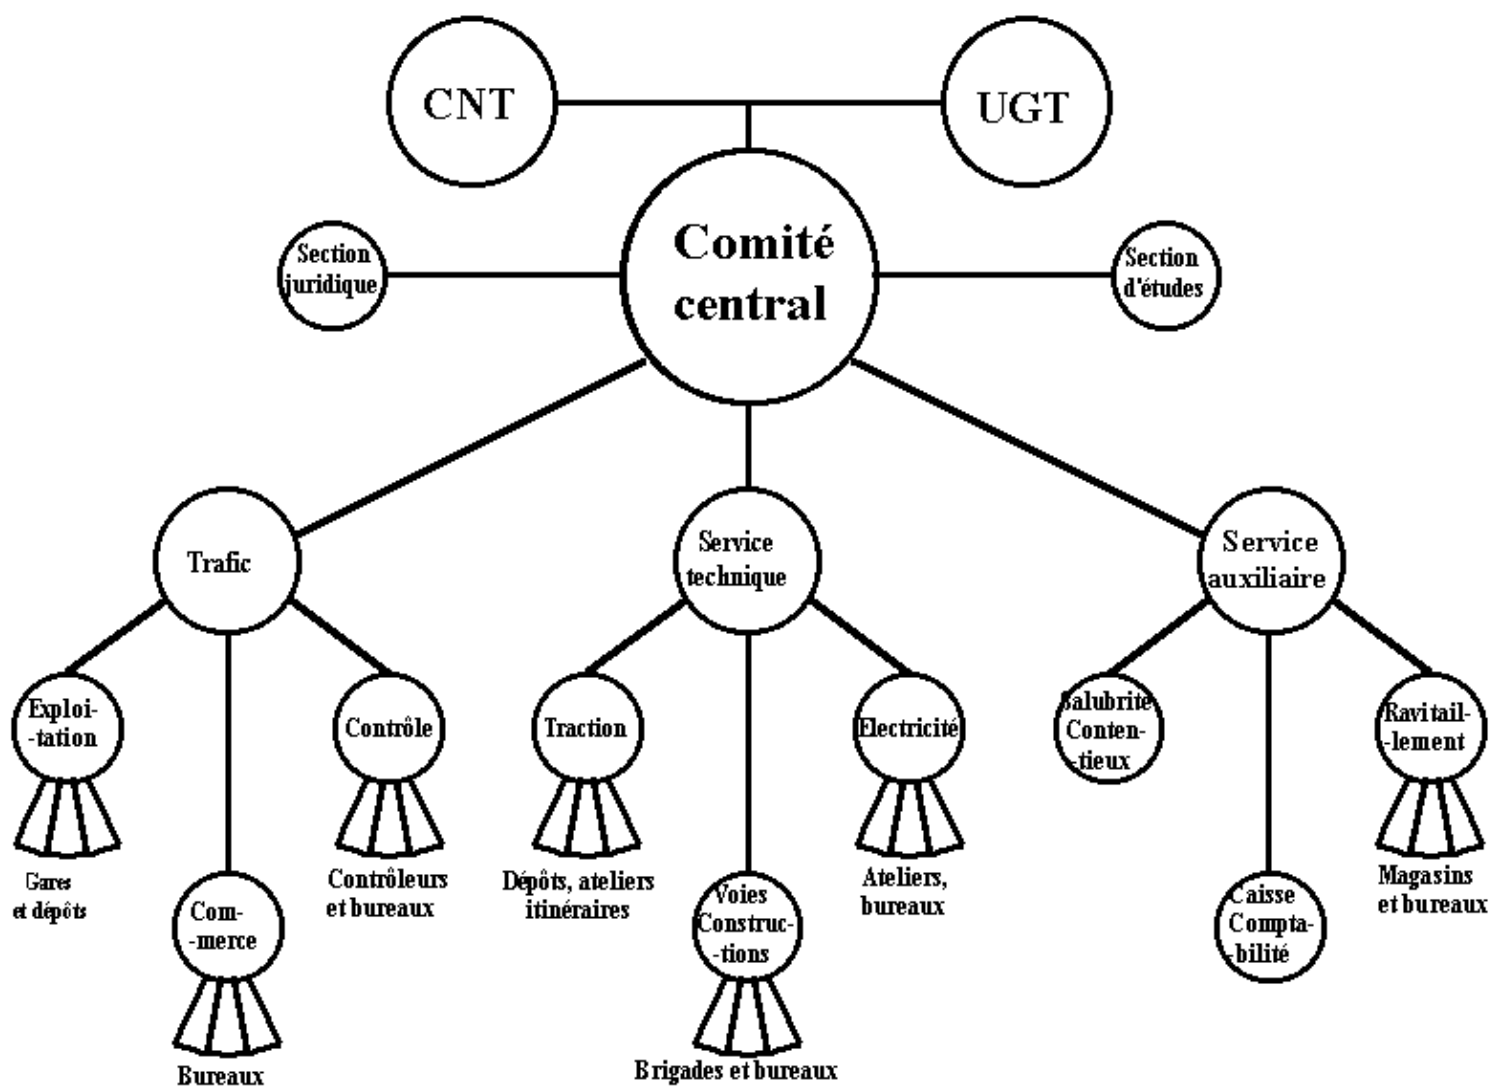 CNT
UGT
Comité
central
Section
juridique
Section
d'études
Trafic
Service
technique
Service
auxiliaire
Exploi-
-tation
Contrôle
Traction
Electricité
Salubrité
Conten-
-tieux
Ravitail-
-lement
Gares
et dépôts
Contrôleurs
et bureaux
Dépôts, ateliers
itinéraires
Ateliers,
bureaux
Magasins
et bureaux
Com-
-merce
Voies
Construc-
-tions
Caisse
Compta-
-bilité
Bureaux
Brigades et bureaux